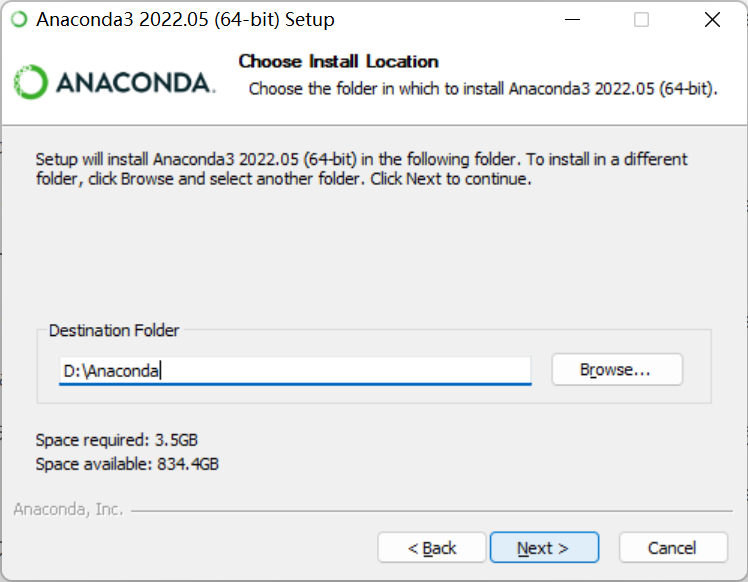 Anaconda3 2022.05 (64-bit) Setup
ANACONDA.
Choose Install Location
Choose the folder in which to install Anaconda3 2022.05 (64-bit).
Setup will install Anaconda3 2022.05 (64-bit) in the following folder. To install in a different
folder, click Browse and select another folder. Click Next to continue.
Destination Folder
D:\Anaconda
Browse...
Space required: 3.5GB
Space available: 834.4GB
Anaconda, Inc.
< Back
Next >
Cancel